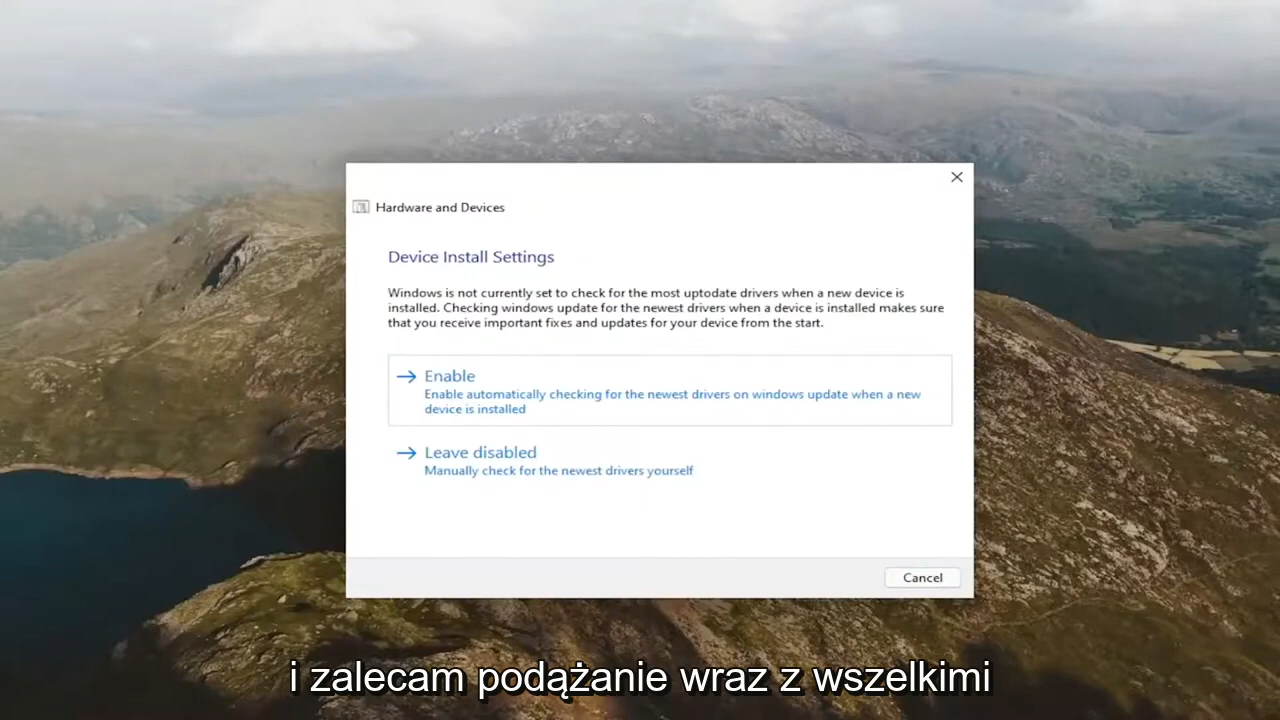 Hardware and Devices
Device Install Settings
Windows is not currently set to check for the most uptodate drivers when a new device is
installed. Checking windows update for the newest drivers when a device is installed makes sure
that you receive important fixes and updates for your device from the start.
Enable
Enable automatically checking for the newest drivers on windows update when a new
device is installed
Leave disabled
Manually check for the newest drivers yourself
Cancel
i zalecam podążanie wraz z wszelkimi